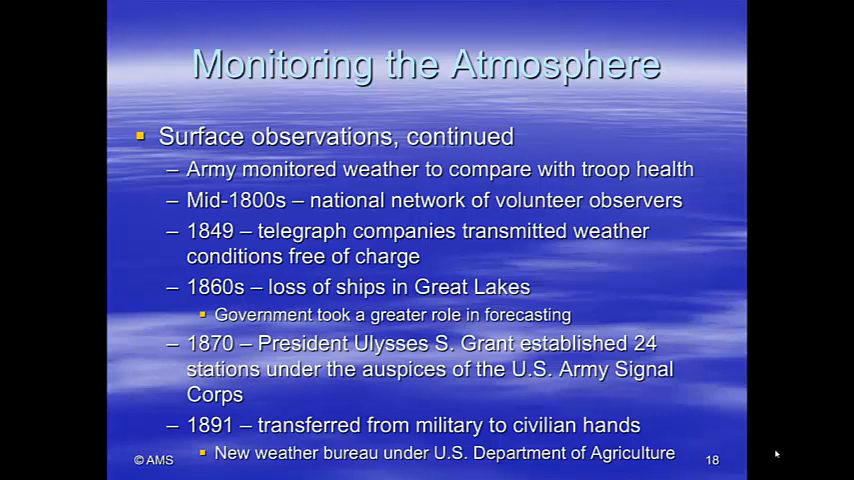 Monitoring the Atmosphere
Surface observations, continued
– Army monitored weather to compare with troop health
– Mid-1800s – national network of volunteer observers
– 1849 – telegraph companies transmitted weather
conditions free of charge
– 1860s – loss of ships in Great Lakes
Government took a greater role in forecasting
– 1870 – President Ulysses S. Grant established 24
stations under the auspices of the U.S. Army Signal
Corps
– 1891 – transferred from military to civilian hands
New weather bureau under U.S. Department of Agriculture
© AMS
18